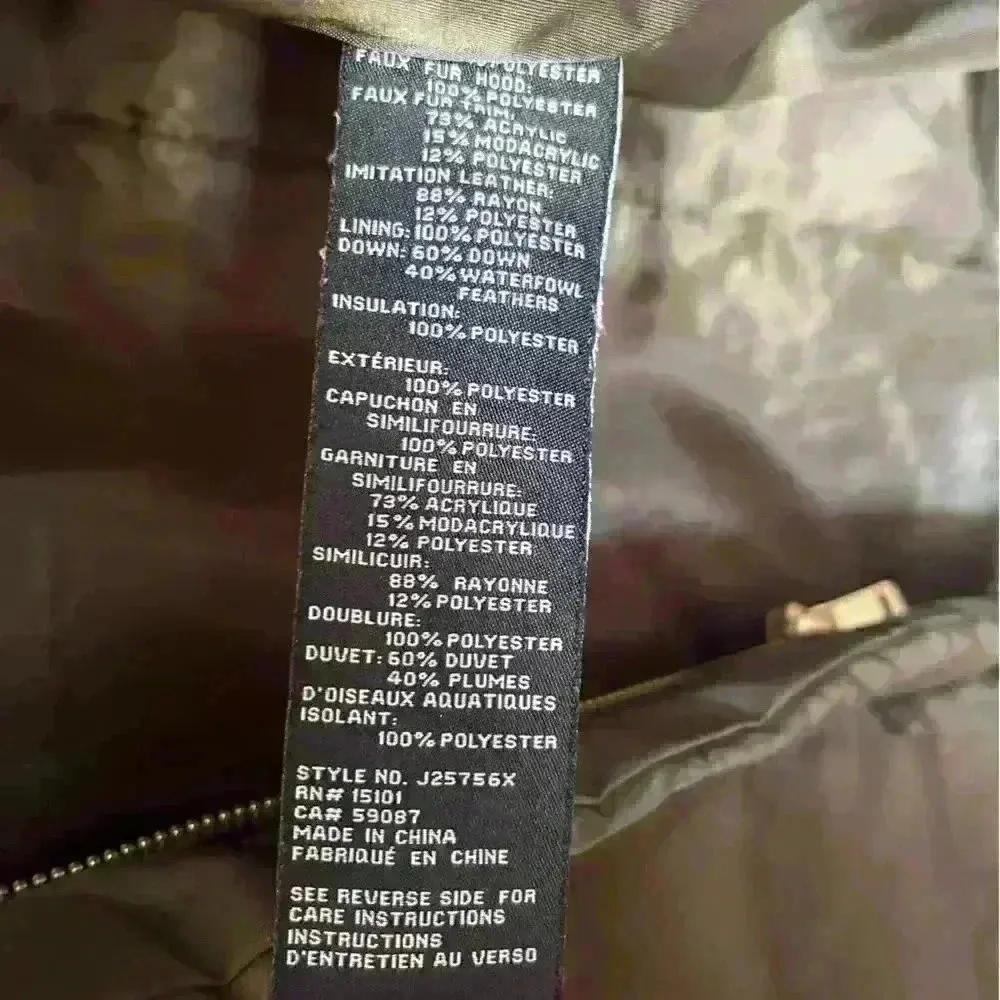 POLYESTER
FAUX FUR HOOD:
100% POLYESTER
FAUX FUR TRIM:
73% ACRYLIC
15% MODACRYLIC
12% POLYESTER
IMITATION LEATHER:
88% RAYON
12% POLYESTER
LINING: 100% POLYESTER
DOWN: 60% DOWN
40% WATERFOWL
FEATHERS
INSULATION:
100% POLYESTER
EXTÉRIEUR:
100% POLYESTER
CAPUCHON EN
SIMILIFOURRURE:
100% POLYESTER
GARNITURE EN
SIMILIFOURRURE:
73% ACRYLIQUE
15% MODACRYLIQUE
12% POLYESTER
SIMILICUIR:
88% RAYONNE
12% POLYESTER
DOUBLURE:
100% POLYESTER
DUVET: 60% DUVET
40% PLUMES
D'OISEAUX AQUATIQUES
ISOLANT:
100% POLYESTER
STYLE NO. J25756X
RN# 15101
CA# 59087
MADE IN CHINA
FABRIQUÉ EN CHINE
SEE REVERSE SIDE FOR
CARE INSTRUCTIONS
INSTRUCTIONS
D'ENTRETIEN AU VERSO